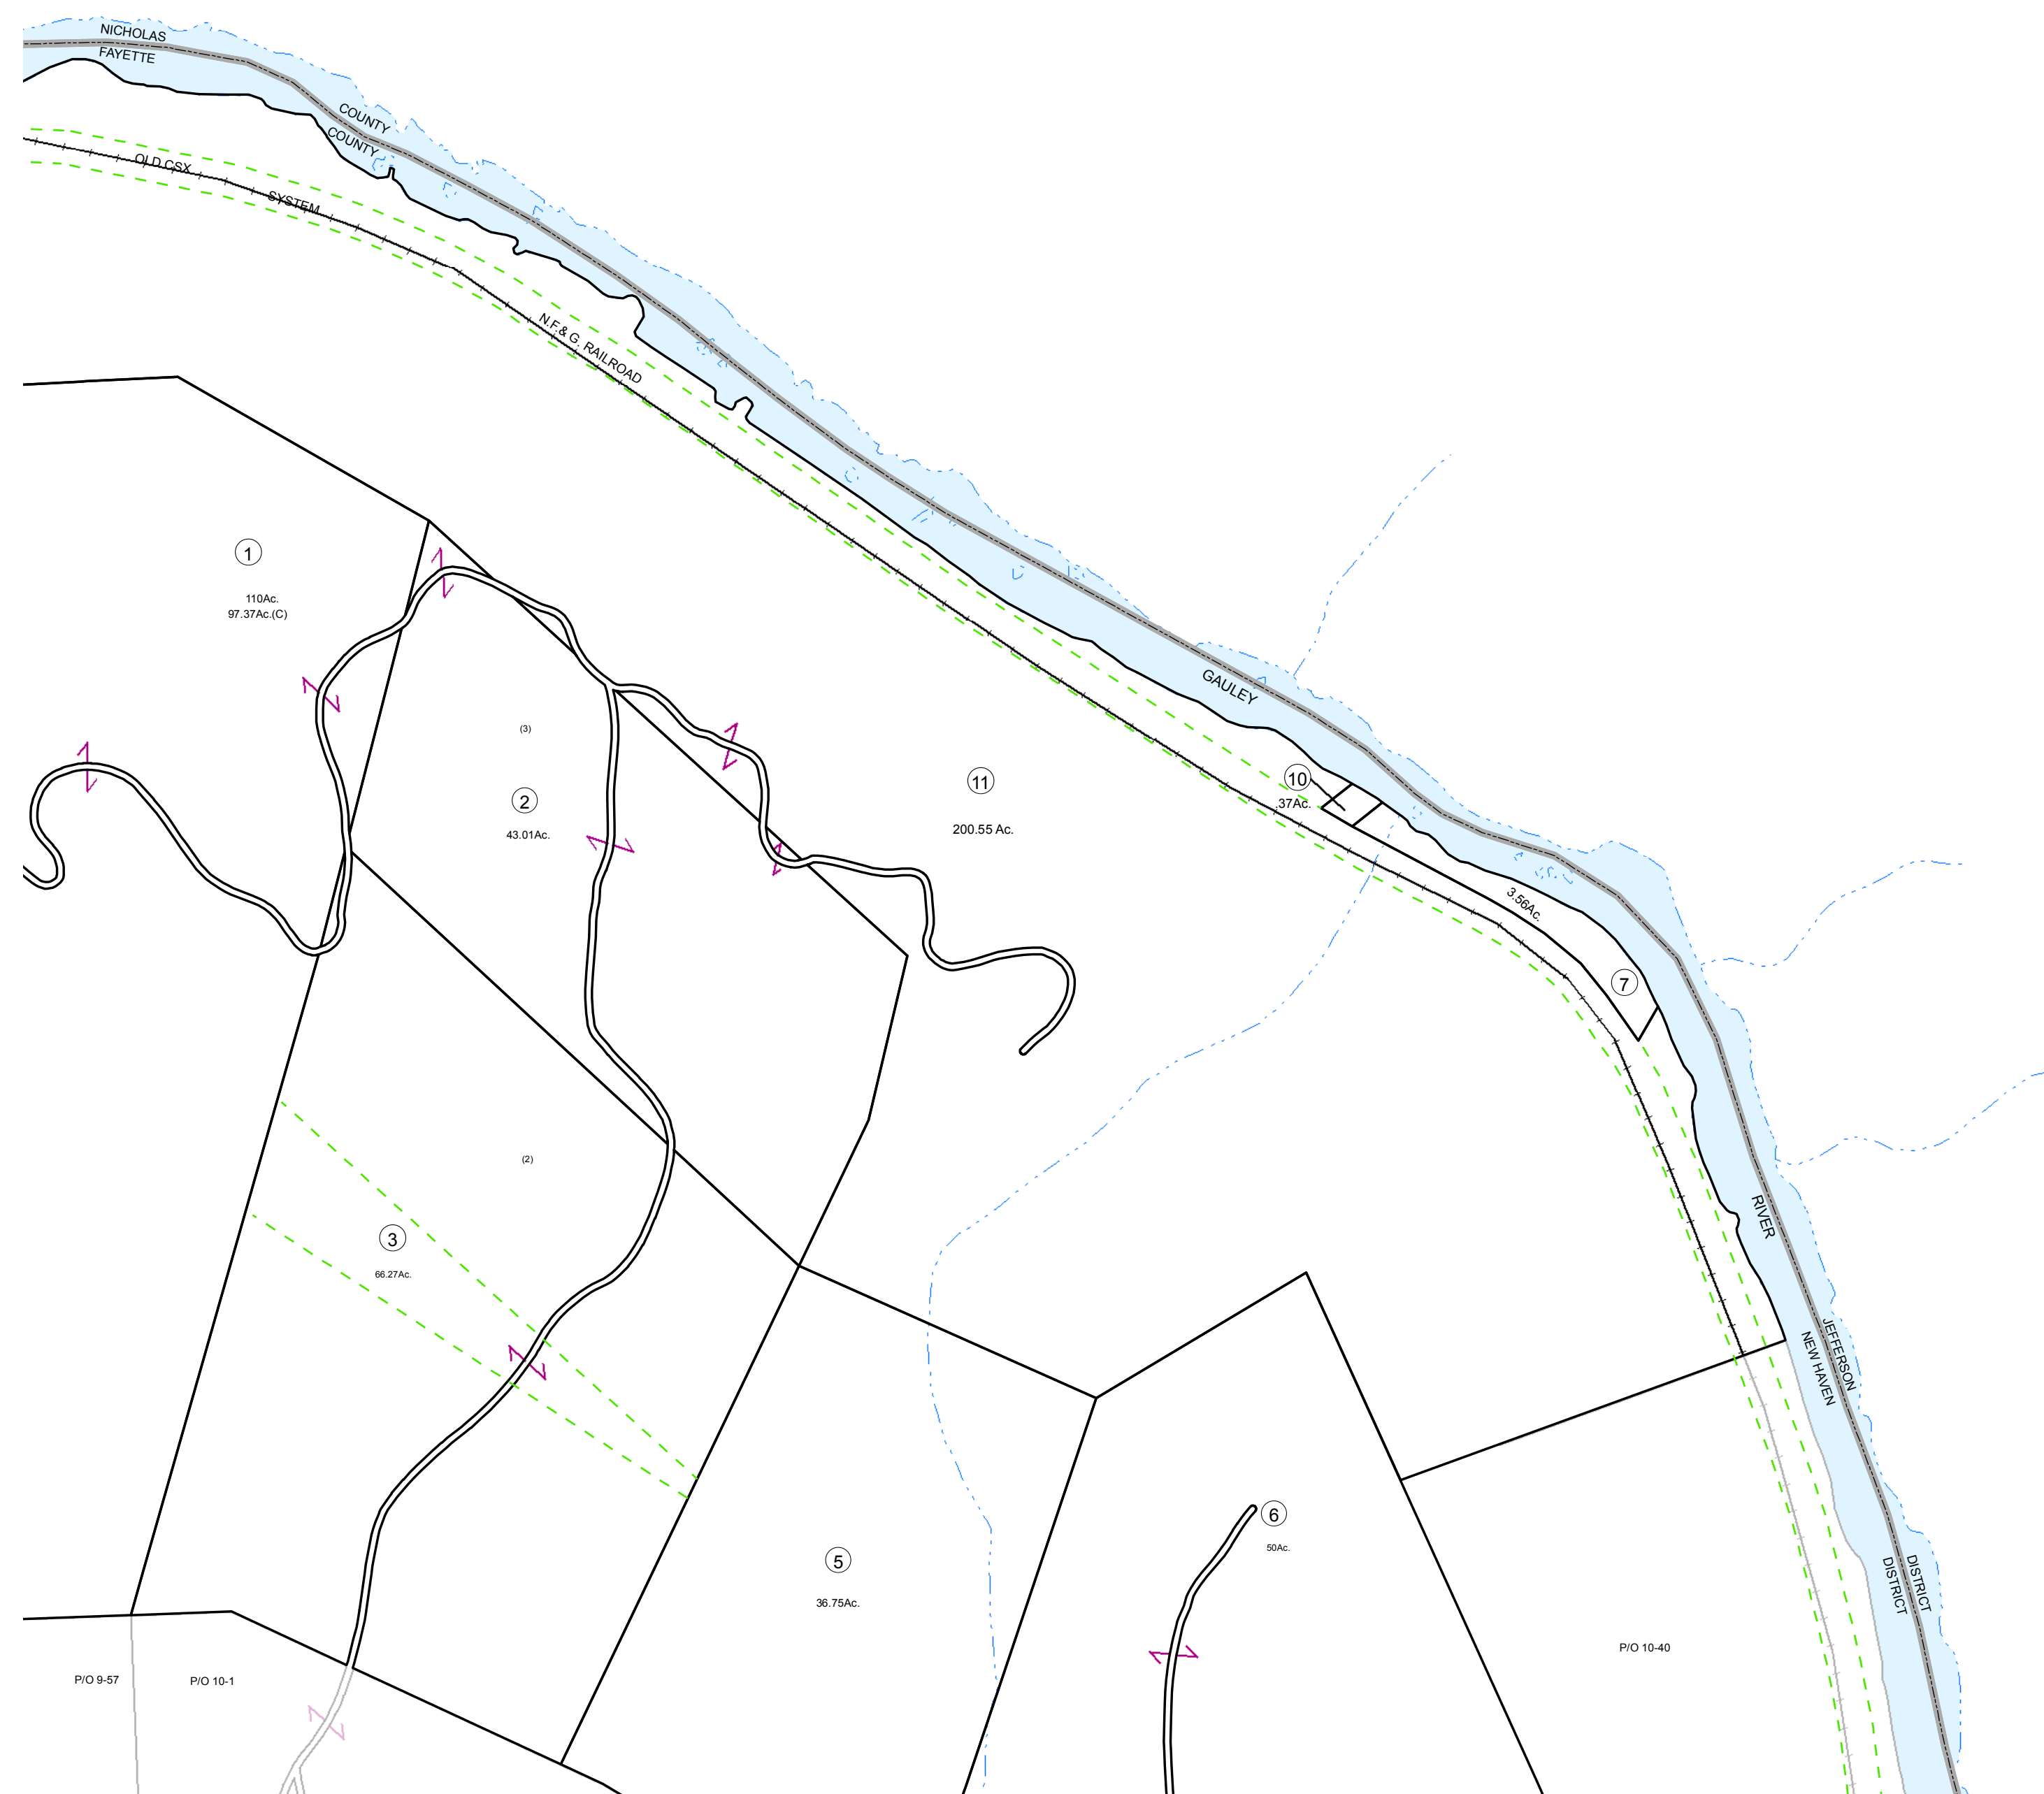 NICHOLAS
FAYETTE
COUNTY
COUNTY
OLD CSX
SYSTEM
N.F.& G. RAILROAD
1
110Ac.
97.37Ac.(C)
(3)
2
43.01Ac.
11
200.55 Ac.
GAULEY
10
.37Ac.
3.56Ac.
7
(2)
3
66.27Ac.
RIVER
JEFFERSON
NEW HAVEN
6
50Ac.
5
36.75Ac.
DISTRICT
DISTRICT
P/O 10-40
P/O 9-57
P/O 10-1